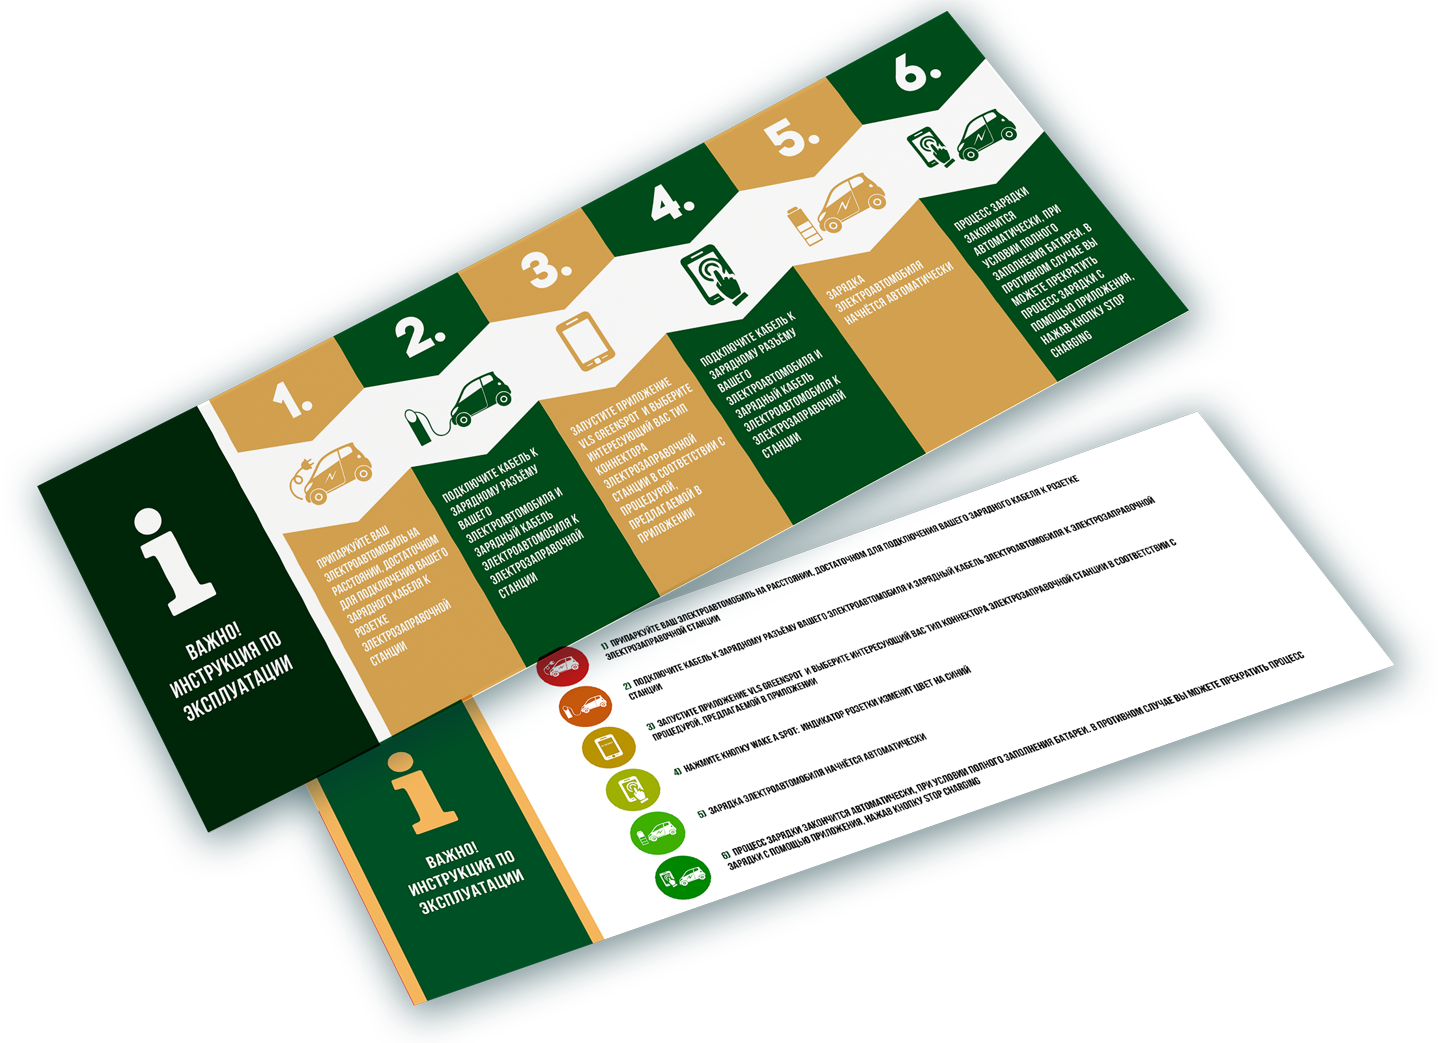 ВАЖНО!
ИНСТРУКЦИЯ ПО
ЭКСПЛУАТАЦИИ
1.
ПРИПАРКУЙТЕ ВАШ
ЭЛЕКТРОАВТОМОБИЛЬ НА
РАССТОЯНИИ, ДОСТАТОЧНОМ
ДЛЯ ПОДКЛЮЧЕНИЯ ВАШЕГО
ЗАРЯДНОГО КАБЕЛЯ К
РОЗЕТКЕ
ЭЛЕКТРОЗАПРАВОЧНОЙ
СТАНЦИИ
2.
ПОДКЛЮЧИТЕ КАБЕЛЬ К
ЗАРЯДНОМУ РАЗЪЁМУ
ВАШЕГО
ЭЛЕКТРОАВТОМОБИЛЯ И
ЗАРЯДНЫЙ КАБЕЛЬ
ЭЛЕКТРОАВТОМОБИЛЯ К
ЭЛЕКТРОЗАПРАВОЧНОЙ
СТАНЦИИ
3.
ЗАПУСТИТЕ ПРИЛОЖЕНИЕ
VLS GREENSPOT И ВЫБЕРИТЕ
ИНТЕРЕСУЮЩИЙ ВАС ТИП
КОННЕКТОРА
ЭЛЕКТРОЗАПРАВОЧНОЙ
СТАНЦИИ В СООТВЕТСТВИИ С
ПРОЦЕДУРОЙ,
ПРЕДЛАГАЕМОЙ В
ПРИЛОЖЕНИИ
4.
ПОДКЛЮЧИТЕ КАБЕЛЬ К
ЗАРЯДНОМУ РАЗЪЁМУ
ВАШЕГО
ЭЛЕКТРОАВТОМОБИЛЯ И
ЗАРЯДНЫЙ КАБЕЛЬ
ЭЛЕКТРОАВТОМОБИЛЯ К
ЭЛЕКТРОЗАПРАВОЧНОЙ
СТАНЦИИ
5.
ЗАРЯДКА
ЭЛЕКТРОАВТОМОБИЛЯ
НАЧНЁТСЯ АВТОМАТИЧЕСКИ
6.
ПРОЦЕСС ЗАРЯДКИ
ЗАКОНЧИТСЯ
АВТОМАТИЧЕСКИ, ПРИ
УСЛОВИИ ПОЛНОГО
ЗАПОЛНЕНИЯ БАТАРЕИ. В
ПРОТИВНОМ СЛУЧАЕ ВЫ
МОЖЕТЕ ПРЕКРАТИТЬ
ПРОЦЕСС ЗАРЯДКИ С
ПОМОЩЬЮ ПРИЛОЖЕНИЯ,
НАЖАВ КНОПКУ STOP
CHARGING
ВАЖНО!
ИНСТРУКЦИЯ ПО
ЭКСПЛУАТАЦИИ
1) ПРИПАРКУЙТЕ ВАШ ЭЛЕКТРОАВТОМОБИЛЬ НА РАССТОЯНИИ, ДОСТАТОЧНОМ ДЛЯ ПОДКЛЮЧЕНИЯ ВАШЕГО ЗАРЯДНОГО КАБЕЛЯ К РОЗЕТКЕ
ЭЛЕКТРОЗАПРАВОЧНОЙ СТАНЦИИ
2) ПОДКЛЮЧИТЕ КАБЕЛЬ К ЗАРЯДНОМУ РАЗЪЁМУ ВАШЕГО ЭЛЕКТРОАВТОМОБИЛЯ И ЗАРЯДНЫЙ КАБЕЛЬ ЭЛЕКТРОАВТОМОБИЛЯ К ЭЛЕКТРОЗАПРАВОЧНОЙ
СТАНЦИИ
3) ЗАПУСТИТЕ ПРИЛОЖЕНИЕ VLS GREENSPOT И ВЫБЕРИТЕ ИНТЕРЕСУЮЩИЙ ВАС ТИП КОННЕКТОРА ЭЛЕКТРОЗАПРАВОЧНОЙ СТАНЦИИ В СООТВЕТСТВИИ С
ПРОЦЕДУРОЙ, ПРЕДЛАГАЕМОЙ В ПРИЛОЖЕНИИ
4) НАЖМИТЕ КНОПКУ WAKE A SPOT: ИНДИКАТОР РОЗЕТКИ ИЗМЕНИТ ЦВЕТ НА СИНИЙ
5) ЗАРЯДКА ЭЛЕКТРОАВТОМОБИЛЯ НАЧНЁТСЯ АВТОМАТИЧЕСКИ
6) ПРОЦЕСС ЗАРЯДКИ ЗАКОНЧИТСЯ АВТОМАТИЧЕСКИ, ПРИ УСЛОВИИ ПОЛНОГО ЗАПОЛНЕНИЯ БАТАРЕИ. В ПРОТИВНОМ СЛУЧАЕ ВЫ МОЖЕТЕ ПРЕКРАТИТЬ ПРОЦЕСС
ЗАРЯДКИ С ПОМОЩЬЮ ПРИЛОЖЕНИЯ, НАЖАВ КНОПКУ STOP CHARGING